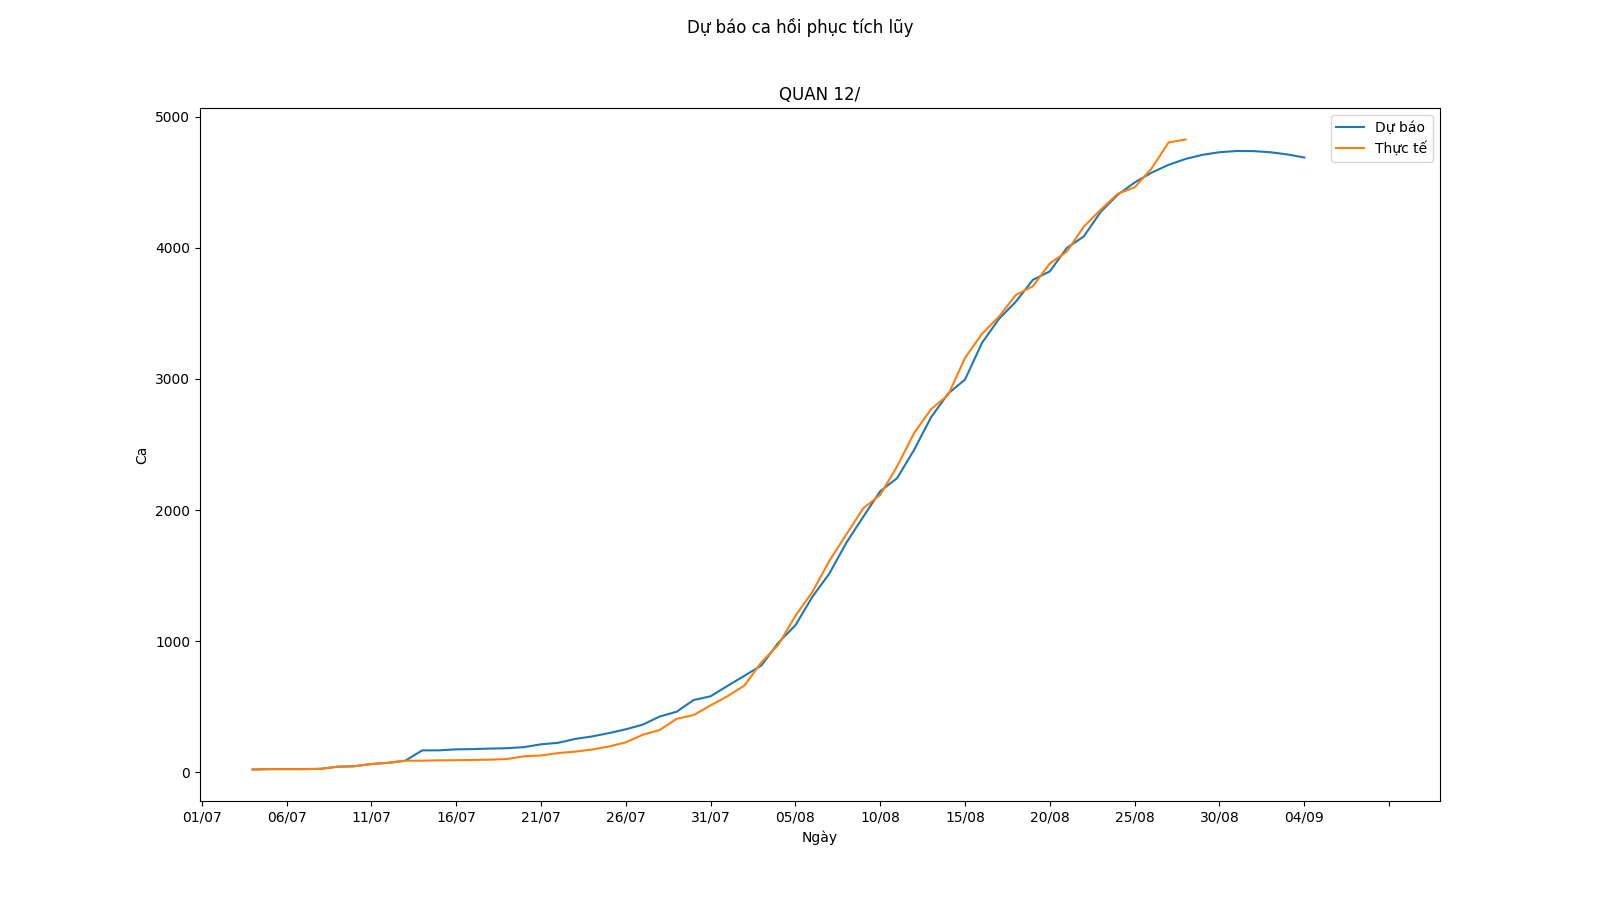 Dự báo ca hồi phục tích lũy
QUAN 12/
Dự báo
Thực tế
5000
4000
3000
2000
1000
0
Ca
01/07 06/07 11/07 16/07 21/07 26/07 31/07 05/08 10/08 15/08 20/08 25/08 30/08 04/09
Ngày